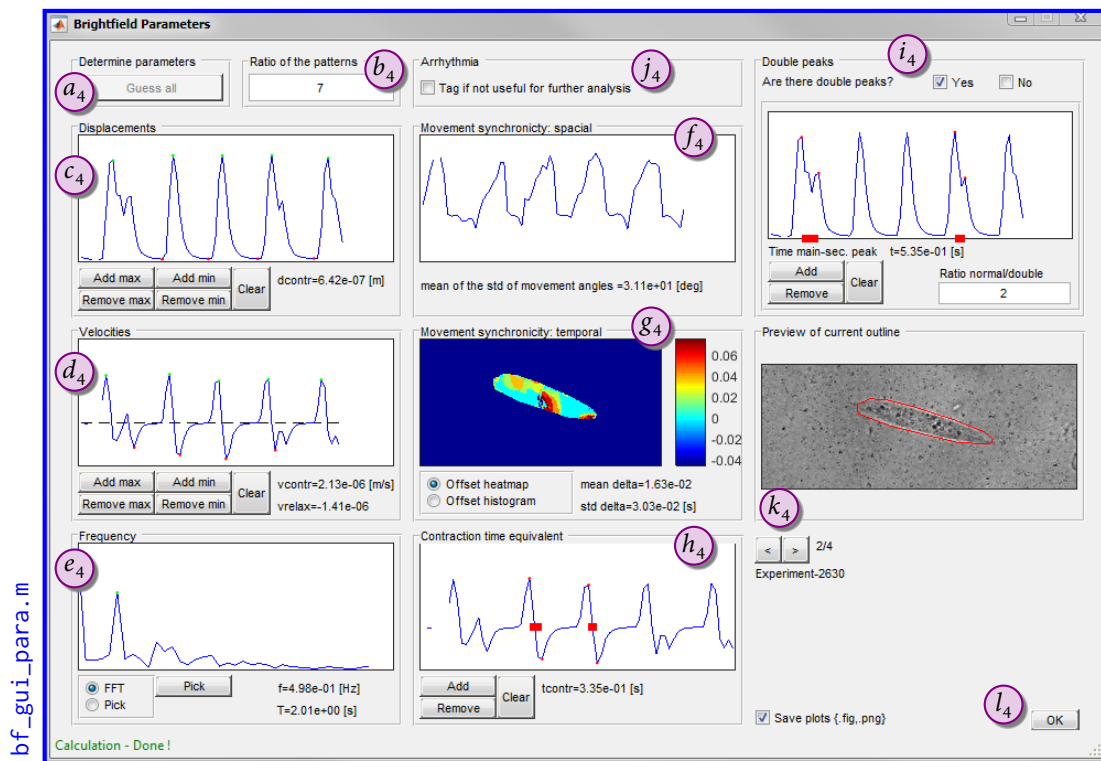 Brightfield Parameters
Determine parameters
a4
Guess all
Ratio of the patterns
b4
7
Arrhythmia
j4
Tag if not useful for further analysis
Double peaks
i4
Are there double peaks?
Yes
No
Time main-sec. peak t=5.35e-01 [s]
Add
Remove
Clear
Ratio normal/double
2
Displacements
c4
Add max
Add min
Remove max
Remove min
Clear
dcontr=6.42e-07 [m]
Movement synchronicity: spacial
f4
mean of the std of movement angles =3.11e+01 [deg]
Velocities
d4
Add max
Add min
Remove max
Remove min
Clear
vcontr=2.13e-06 [m/s]
vrelax=-1.41e-06
Movement synchronicity: temporal
g4
0.06
0.04
0.02
0
-0.02
-0.04
Offset heatmap
Offset histogram
mean delta=1.63e-02
std delta=3.03e-02 [s]
Preview of current outline
k4
<
>
2/4
Experiment-2630
Frequency
e4
FFT
Pick
Pick
f=4.98e-01 [Hz]
T=2.01e+00 [s]
Contraction time equivalent
h4
Add
Remove
Clear
tcontr=3.35e-01 [s]
Save plots {.fig,.png}
l4
OK
Calculation - Done !
bf_gui_para.m